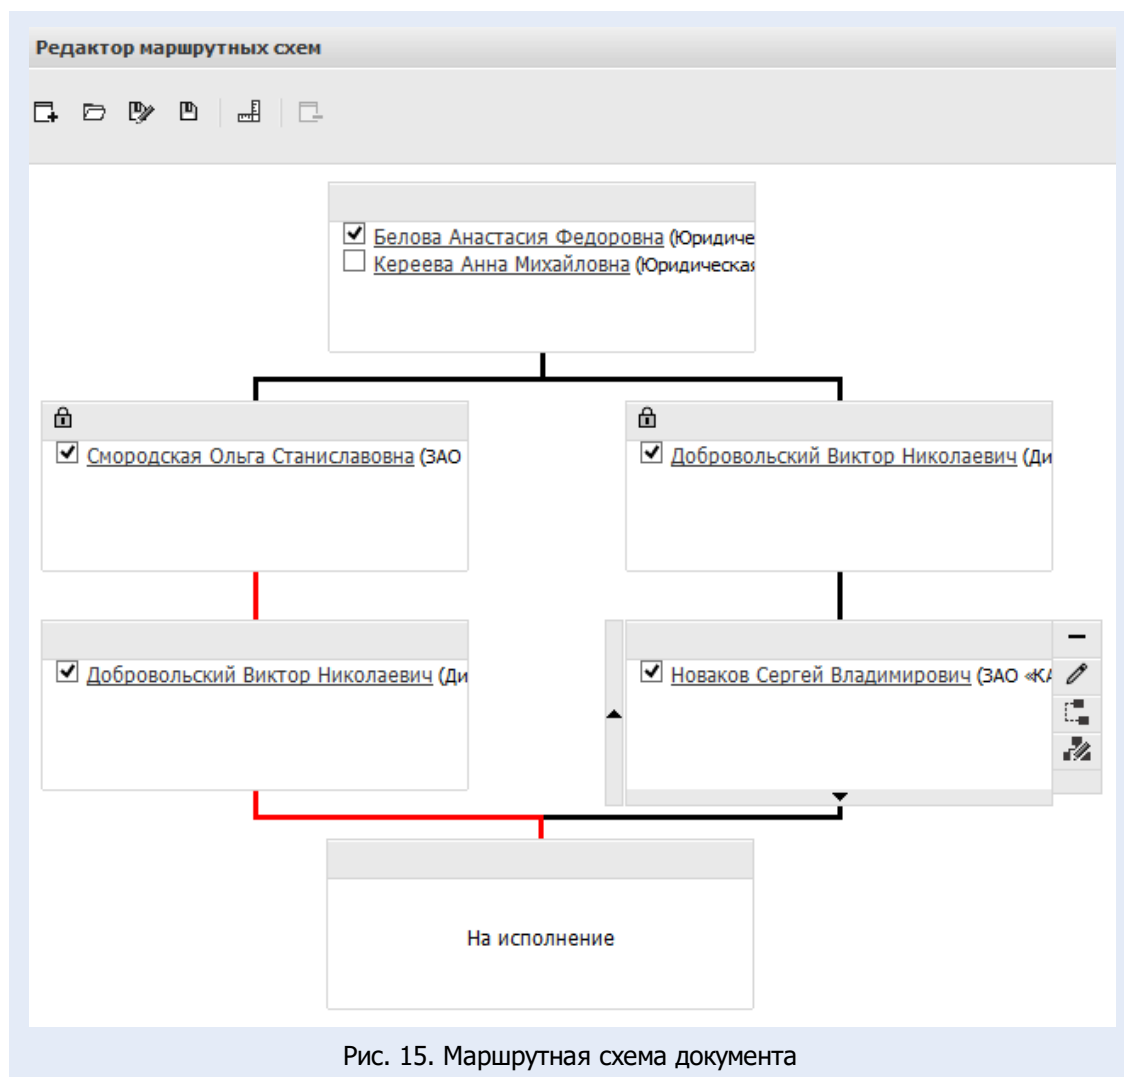 Редактор маршрутных схем
Белова Анастасия Федоровна (Юридиче
Кереева Анна Михайловна (Юридическая
Смородская Ольга Станиславовна (ЗАО
Добровольский Виктор Николаевич (Ди
Добровольский Виктор Николаевич (Ди
Новаков Сергей Владимирович (ЗАО «КА
На исполнение
Рис. 15. Маршрутная схема документа